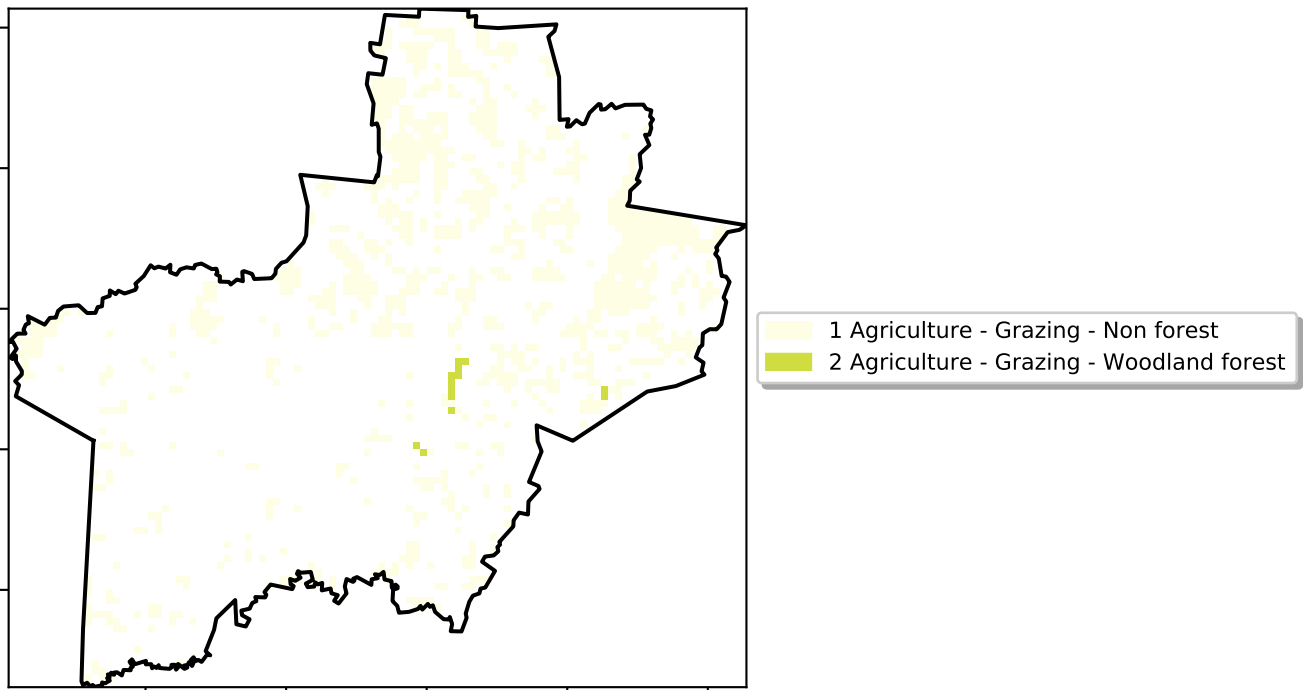 1 Agriculture - Grazing - Non forest
2 Agriculture - Grazing - Woodland forest